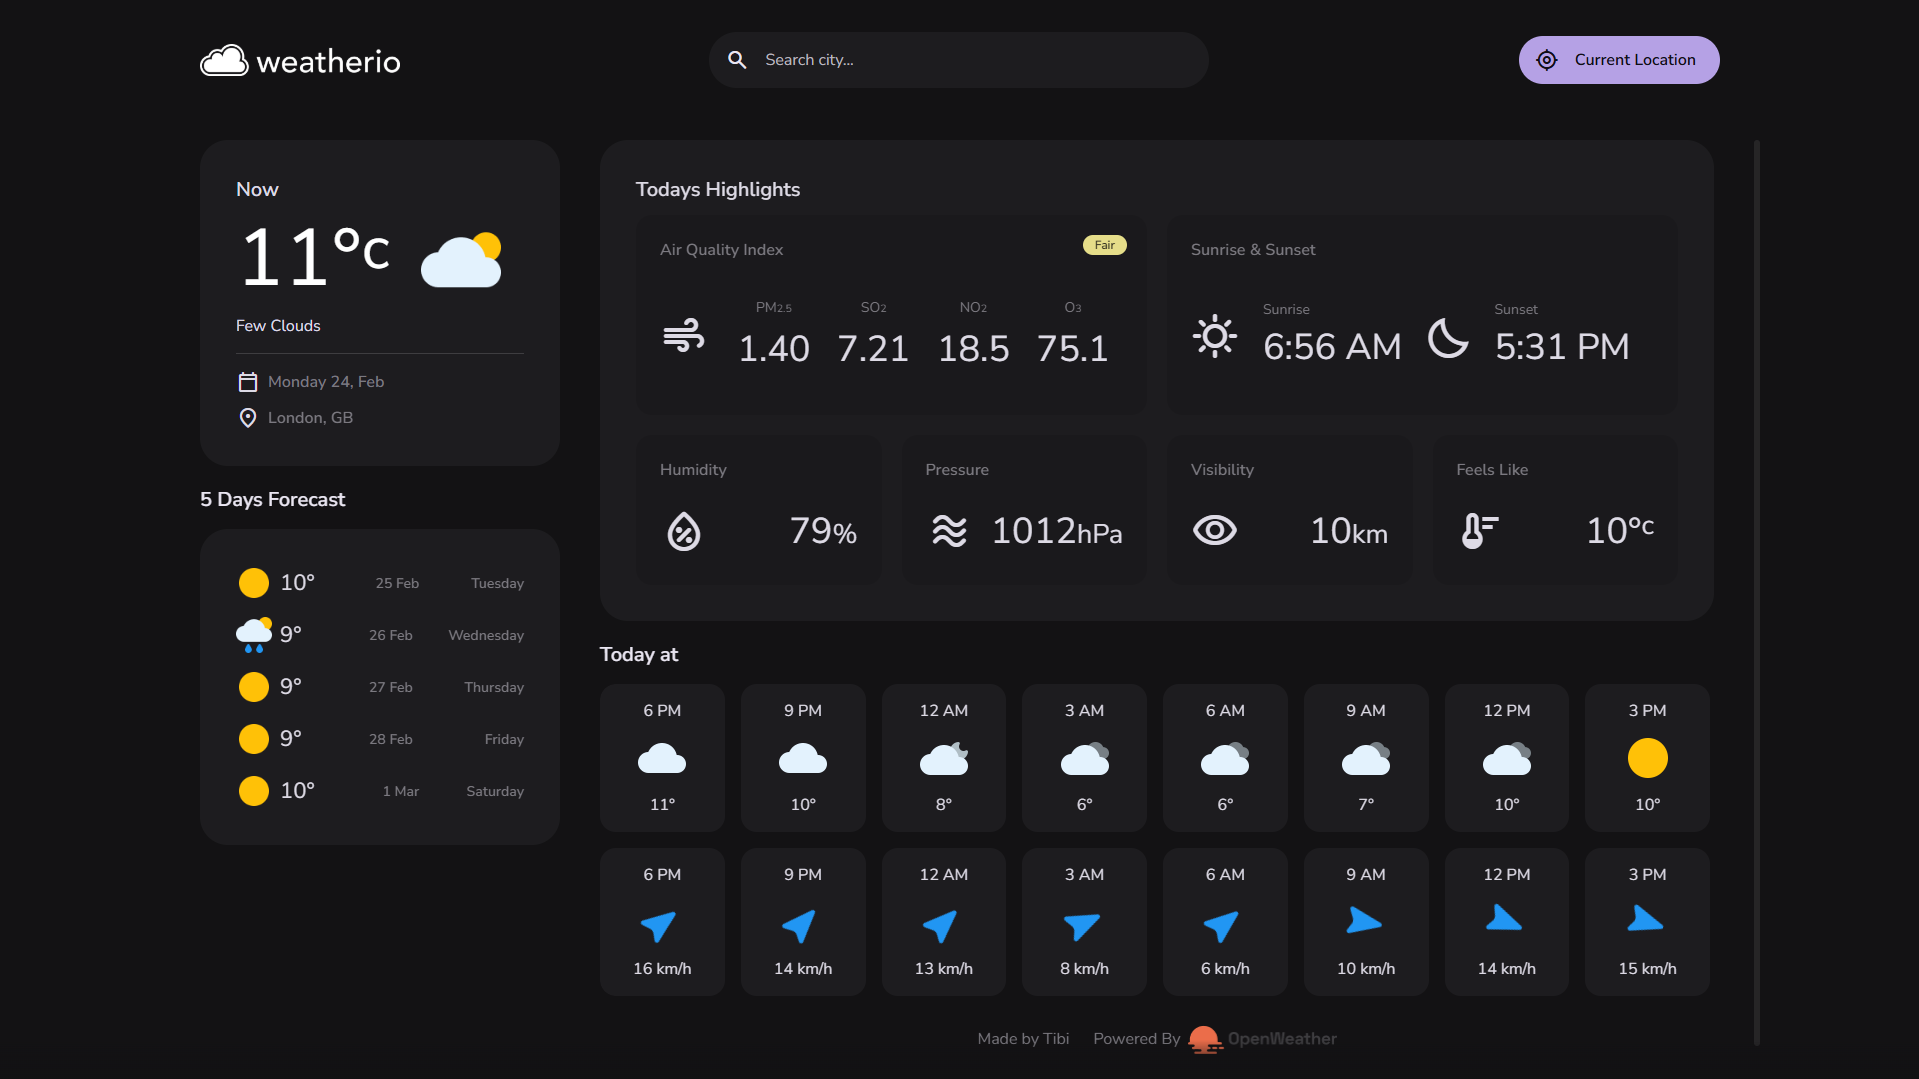 weatherio
Search city...
Current Location
Now
11°c
Few Clouds
Monday 24, Feb
London, GB
5 Days Forecast
10° 25 Feb Tuesday
9° 26 Feb Wednesday
9° 27 Feb Thursday
9° 28 Feb Friday
10° 1 Mar Saturday
Todays Highlights
Air Quality Index Fair
PM2.5 SO2 NO2 O3
1.40 7.21 18.5 75.1
Sunrise & Sunset
Sunrise Sunset
6:56 AM 5:31 PM
Humidity
79%
Pressure
1012hPa
Visibility
10km
Feels Like
10°c
Today at
6 PM 9 PM 12 AM 3 AM 6 AM 9 AM 12 PM 3 PM
11° 10° 8° 6° 6° 7° 10° 10°
6 PM 9 PM 12 AM 3 AM 6 AM 9 AM 12 PM 3 PM
16 km/h 14 km/h 13 km/h 8 km/h 6 km/h 10 km/h 14 km/h 15 km/h
Made by Tibi Powered By OpenWeather